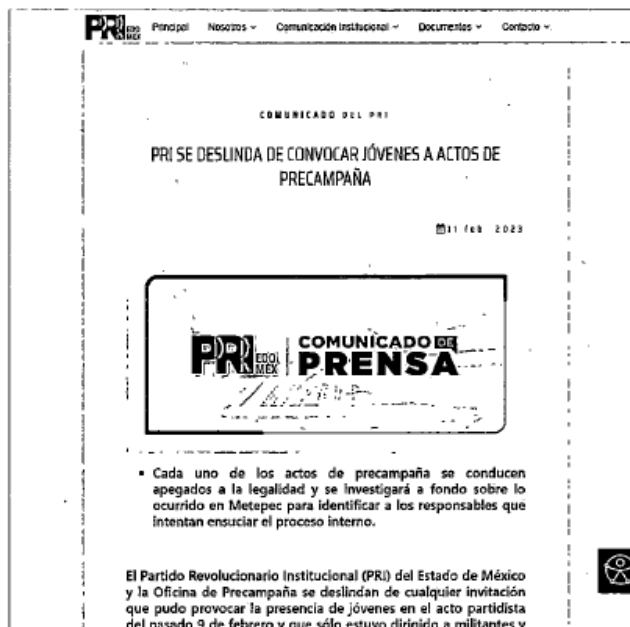 PRI EDO MEX Principal Nosotros Comunicación Institucional Documentos Contacto
COMUNICADO DEL PRI
PRI SE DESLINDA DE CONVOCAR JÓVENES A ACTOS DE
PRECAMPAÑA
11 feb 2023
PRI EDO MEX COMUNICADO DE
PRENSA
• Cada uno de los actos de precampaña se conducen
apegados a la legalidad y se investigará a fondo sobre lo
ocurrido en Metepec para identificar a los responsables que
intentan ensuciar el proceso interno.
El Partido Revolucionario Institucional (PRI) del Estado de México
y la Oficina de Precampaña se deslindan de cualquier invitación
que pudo provocar la presencia de jóvenes en el acto partidista
del pasado 9 de febrero y que sólo estuvo dirigido a militantes y